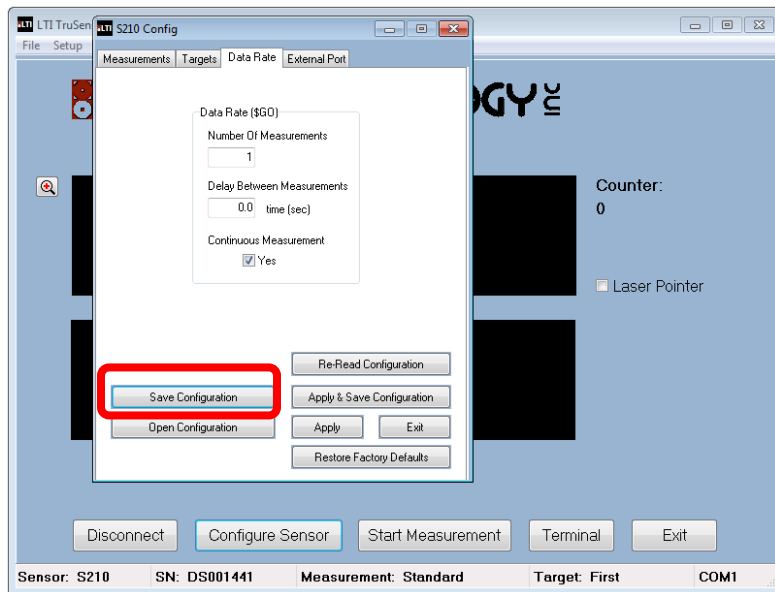 LTI TruSen
S210 Config
File Setup
Measurements Targets Data Rate External Port
OGY INC
Data Rate ($GO)
Number Of Measurements
1
Delay Between Measurements
0.0 time (sec)
Continuous Measurement
Yes
Counter:
0
Laser Pointer
Re-Read Configuration
Save Configuration Apply & Save Configuration
Open Configuration Apply Exit
Restore Factory Defaults
Disconnect Configure Sensor Start Measurement Terminal Exit
Sensor: S210 SN: DS001441 Measurement: Standard Target: First COM1